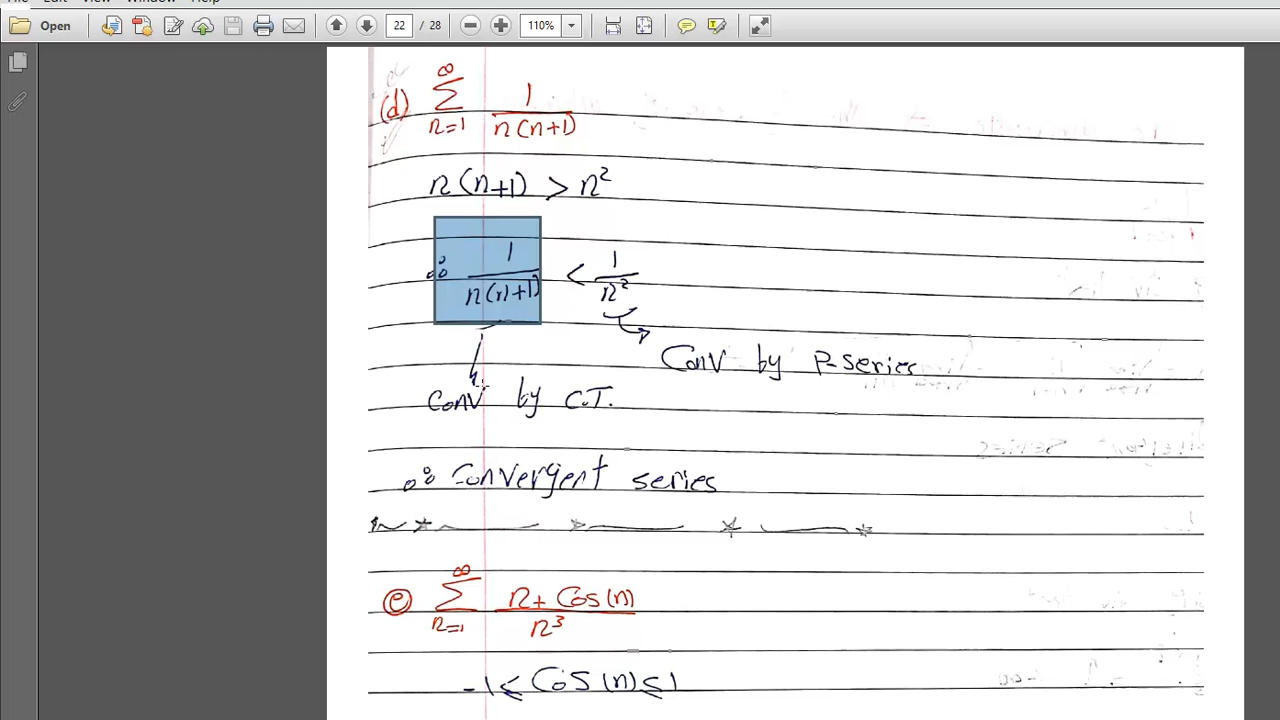 Open 22 / 28 110%
(d) ∞ Σ n=1 1/n(n+1)
n(n+1) > n²
∴ 1/n(n+1) < 1/n²
Conv by P-series
Conv by C.T.
∴ Convergent series
(e) ∞ Σ n=1 n+Cos(n)/n³
-1 ≤ Cos(n) ≤ 1